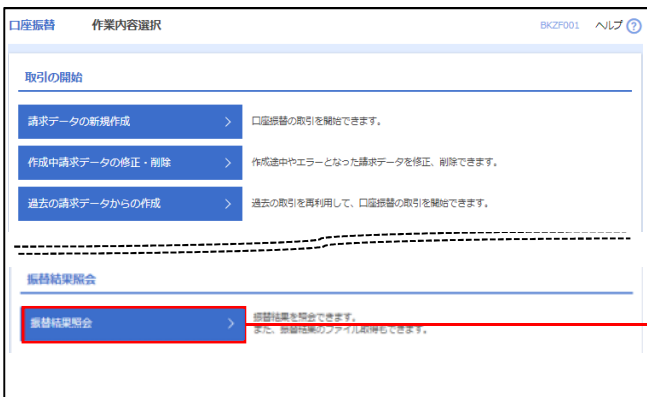 口座振替 作業内容選択 BKZF001 ヘルプ ?
取引の開始
請求データの新規作成 口座振替の取引を開始できます。
作成中請求データの修正・削除 作成途中やエラーとなった請求データを修正、削除できます。
過去の請求データからの作成 過去の取引を再利用して、口座振替の取引を開始できます。
振替結果照会
振替結果照会 振替結果を照会できます。
また、振替結果のファイル取得もできます。